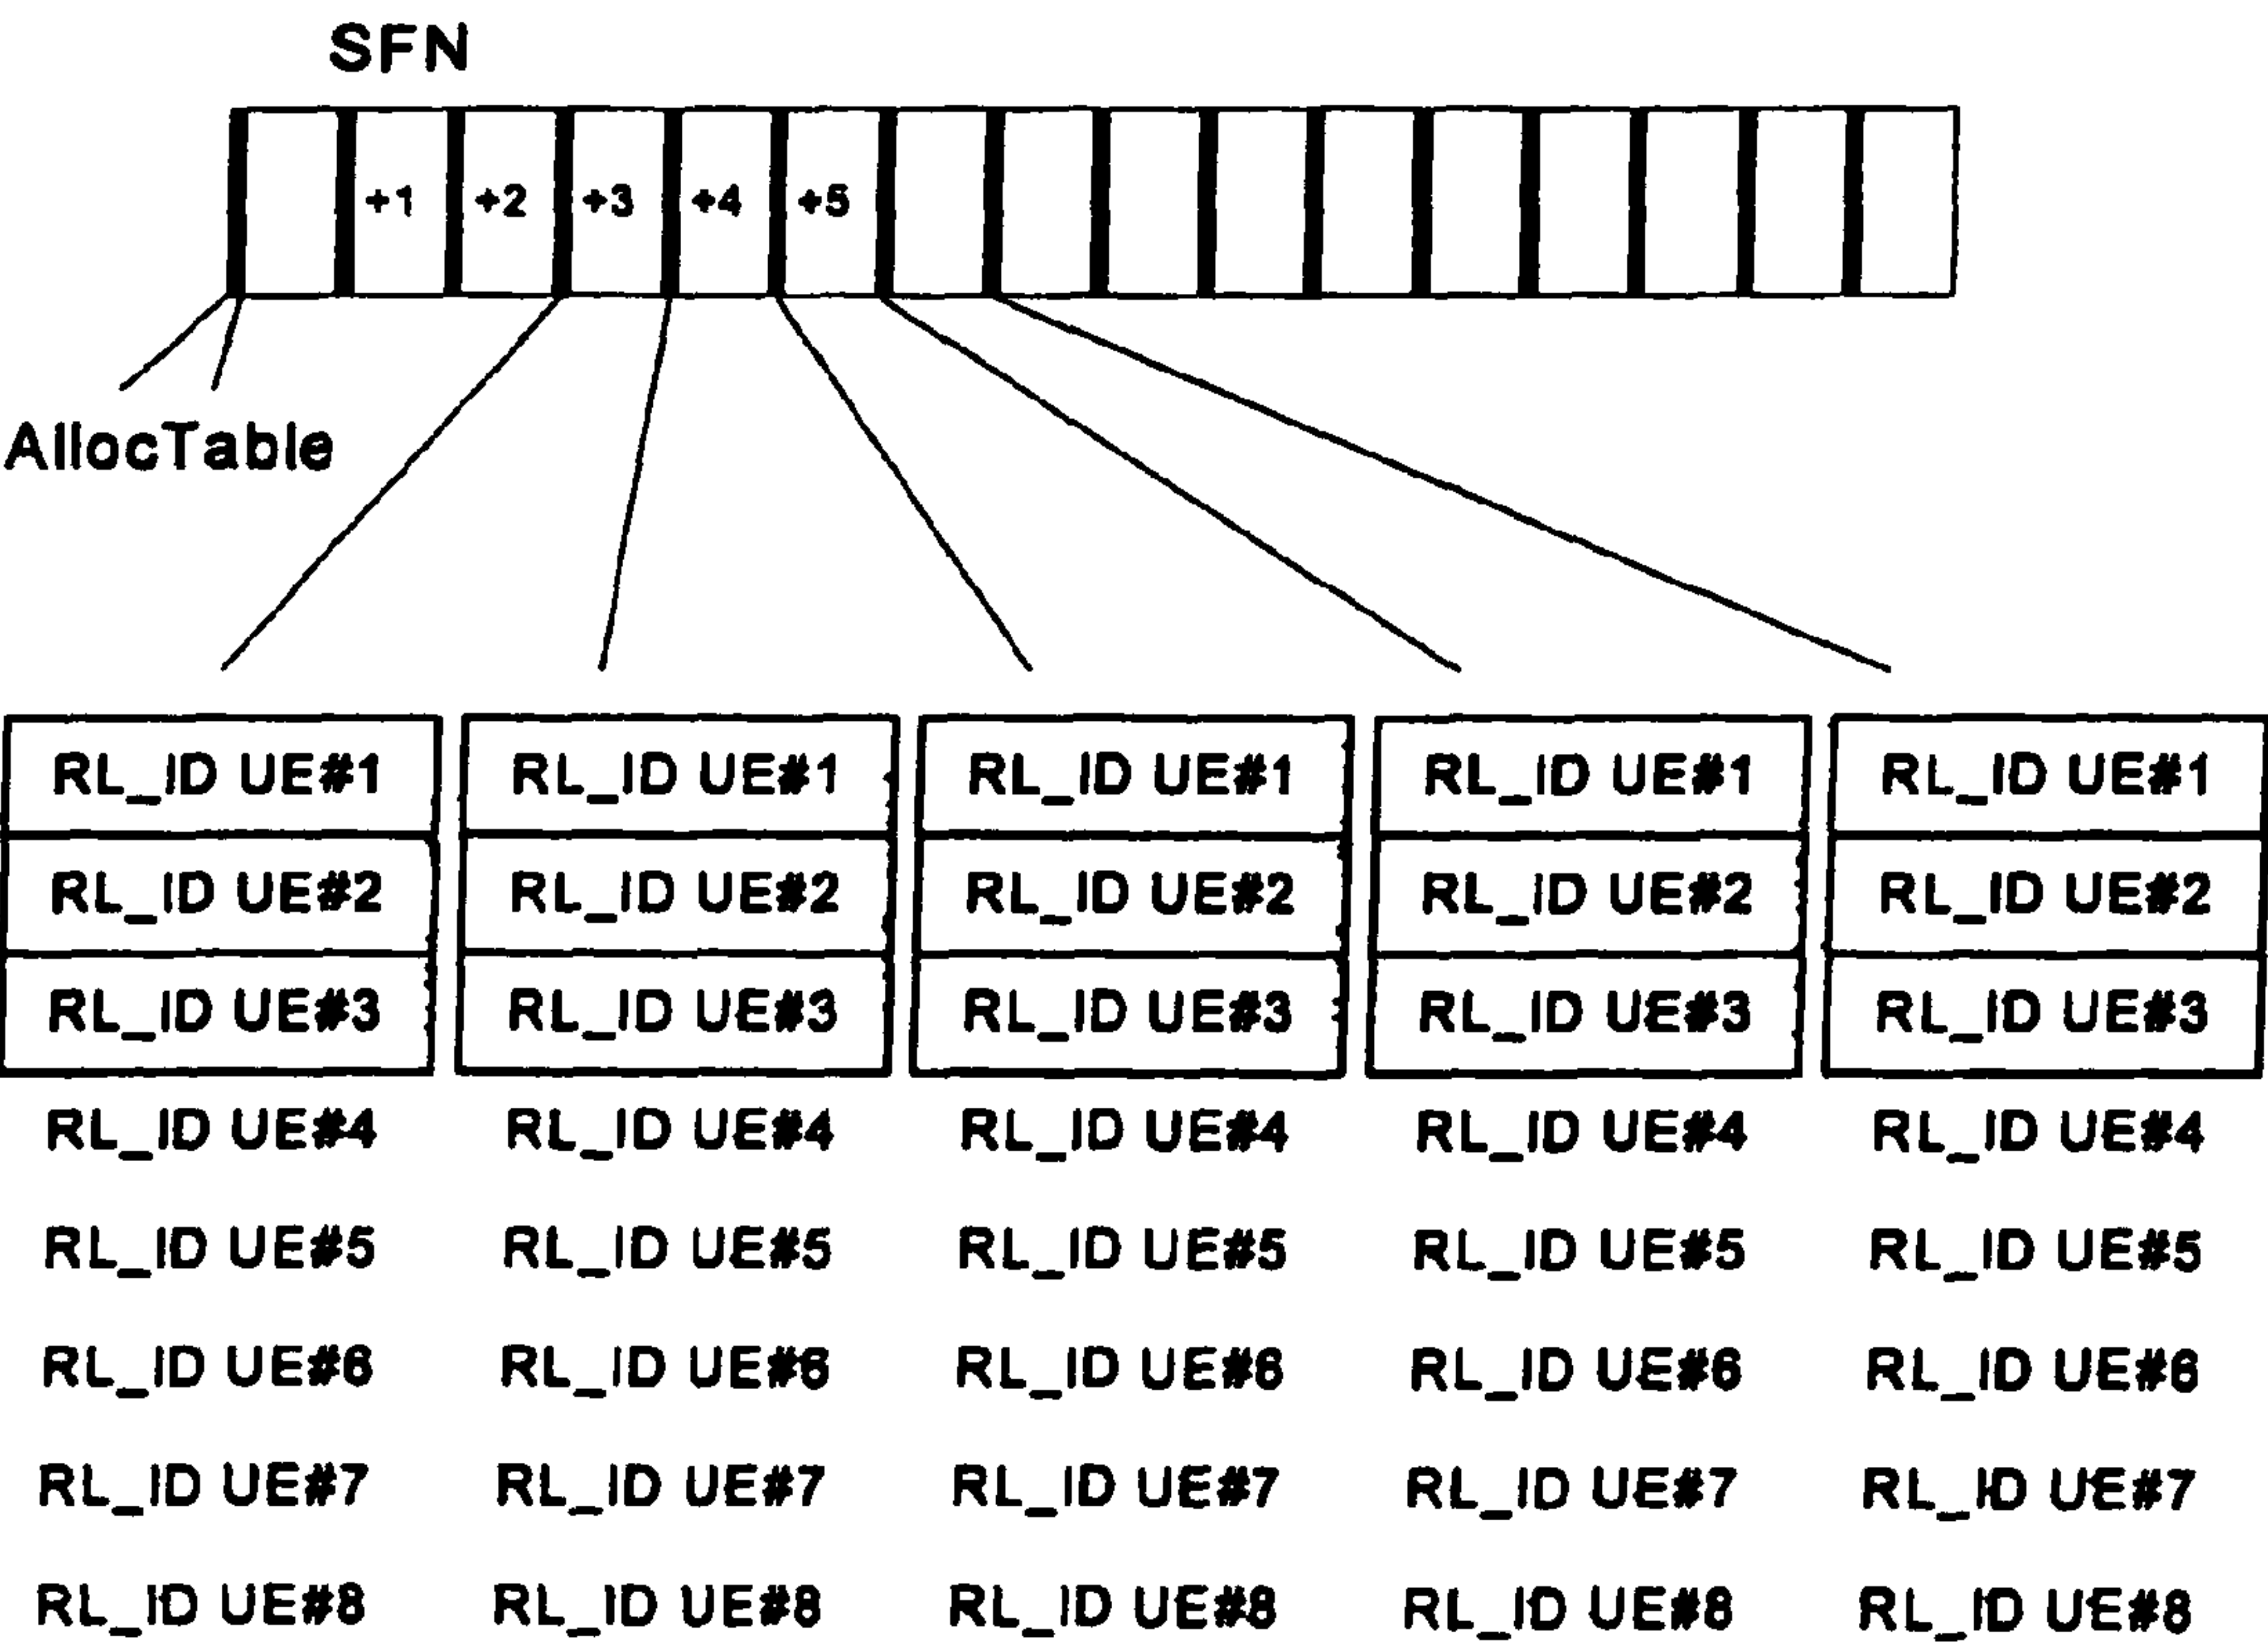 SFN
+1 +2 +3 +4 +5
AllocTable
RL_ID UE#1 RL_ID UE#1 RL_ID UE#1 RL_ID UE#1 RL_ID UE#1
RL_ID UE#2 RL_ID UE#2 RL_ID UE#2 RL_ID UE#2 RL_ID UE#2
RL_ID UE#3 RL_ID UE#3 RL_ID UE#3 RL_ID UE#3 RL_ID UE#3
RL_ID UE#4 RL_ID UE#4 RL_ID UE#4 RL_ID UE#4 RL_ID UE#4
RL_ID UE#5 RL_ID UE#5 RL_ID UE#5 RL_ID UE#5 RL_ID UE#5
RL_ID UE#6 RL_ID UE#6 RL_ID UE#6 RL_ID UE#6 RL_ID UE#6
RL_ID UE#7 RL_ID UE#7 RL_ID UE#7 RL_ID UE#7 RL_ID UE#7
RL_ID UE#8 RL_ID UE#8 RL_ID UE#8 RL_ID UE#8 RL_ID UE#8